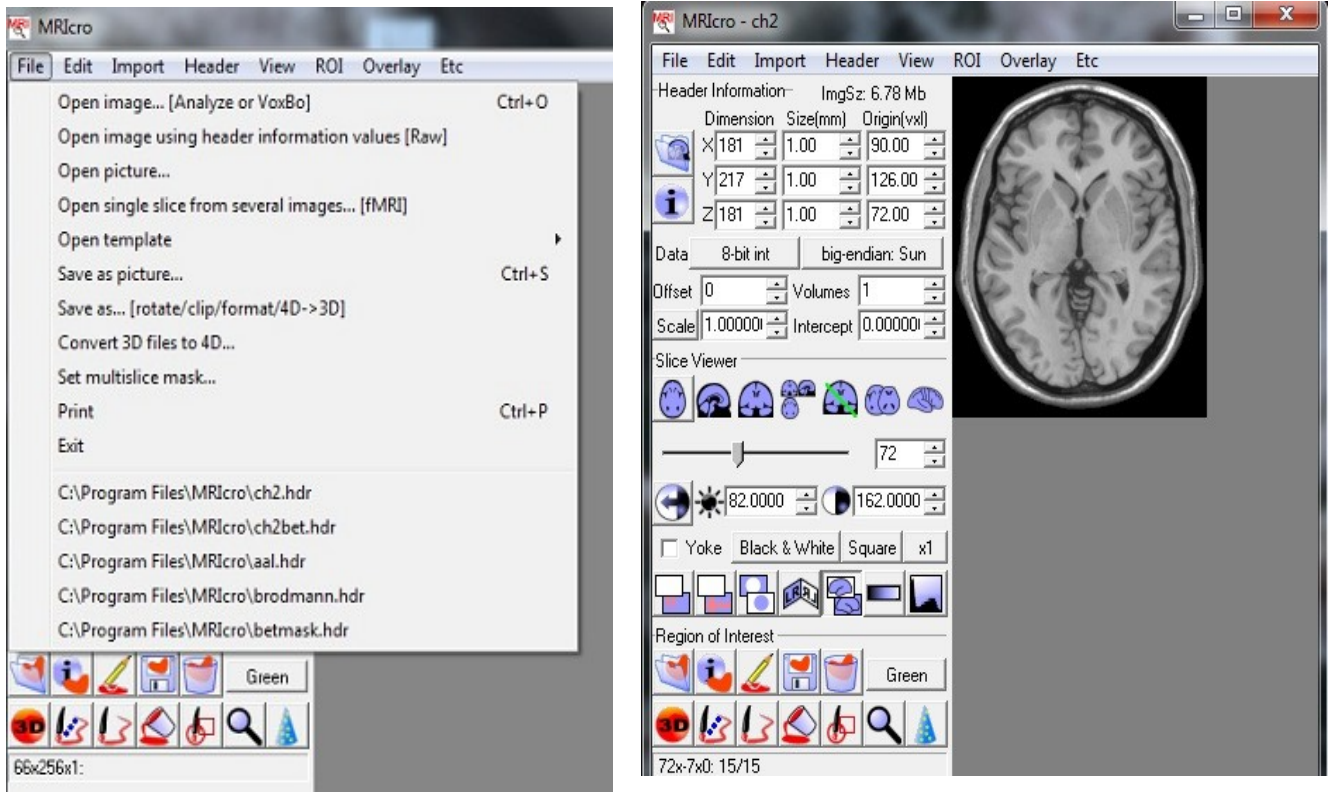 MRIcro
File Edit Import Header View ROI Overlay Etc
Open image... [Analyze or VoxBo] Ctrl+O
Open image using header information values [Raw]
Open picture...
Open single slice from several images... [fMRI]
Open template
Save as picture... Ctrl+S
Save as... [rotate/clip/format/4D->3D]
Convert 3D files to 4D...
Set multislice mask...
Print Ctrl+P
Exit
C:\Program Files\MRIcro\ch2.hdr
C:\Program Files\MRIcro\ch2bet.hdr
C:\Program Files\MRIcro\aal.hdr
C:\Program Files\MRIcro\brodmann.hdr
C:\Program Files\MRIcro\betmask.hdr
Green
3D
66x256x1:
MRIcro - ch2
File Edit Import Header View ROI Overlay Etc
Header Information ImgSz: 6.78 Mb
Dimension Size(mm) Origin(vxl)
X 181 1.00 90.00
Y 217 1.00 126.00
Z 181 1.00 72.00
Data 8-bit int big-endian: Sun
Offset 0 Volumes 1
Scale 1.00000 Intercept 0.00000
Slice Viewer
72
82.0000 162.0000
Yoke Black & White Square x1
Region of Interest
Green
3D
72x-7x0: 15/15